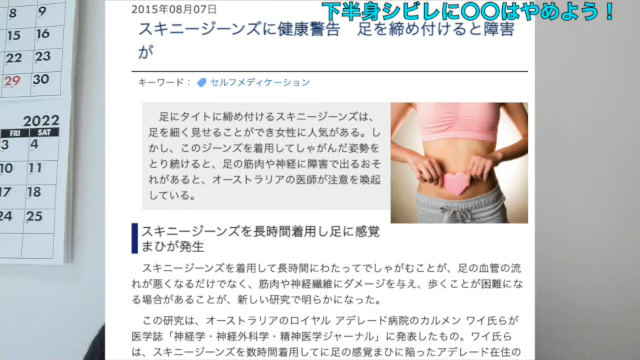 下半身シビレに〇〇はやめよう！
2015年08月07日
スキニージーンズに健康警告　足を締め付けると障害
が
キーワード： セルフメディケーション
足にタイトに締め付けるスキニージーンズは、
足を細く見せることができ女性に人気がある。し
かし、このジーンズを着用してしゃがんだ姿勢を
とり続けると、足の筋肉や神経に障害で出るおそ
れがあると、オーストラリアの医師が注意を喚起
している。
スキニージーンズを長時間着用し足に感覚
まひが発生
スキニージーンズを着用して長時間にわたってでしゃがむことが、足の血管の流
れが悪くなるだけでなく、筋肉や神経繊維にダメージを与え、歩くことが困難にな
る場合があることが、新しい研究で明らかになった。
この研究は、オーストラリアのロイヤル アデレード病院のカルメン ワイ氏らが
医学誌「神経学・神経外科学・精神医学ジャーナル」に発表したもの。ワイ氏ら
は、スキニージーンズを数時間着用してに足の感覚まひに陥ったアデレード在住の
8
15
22
29
30
2022
FRI SAT
3 4
10 11
17 18
24 25